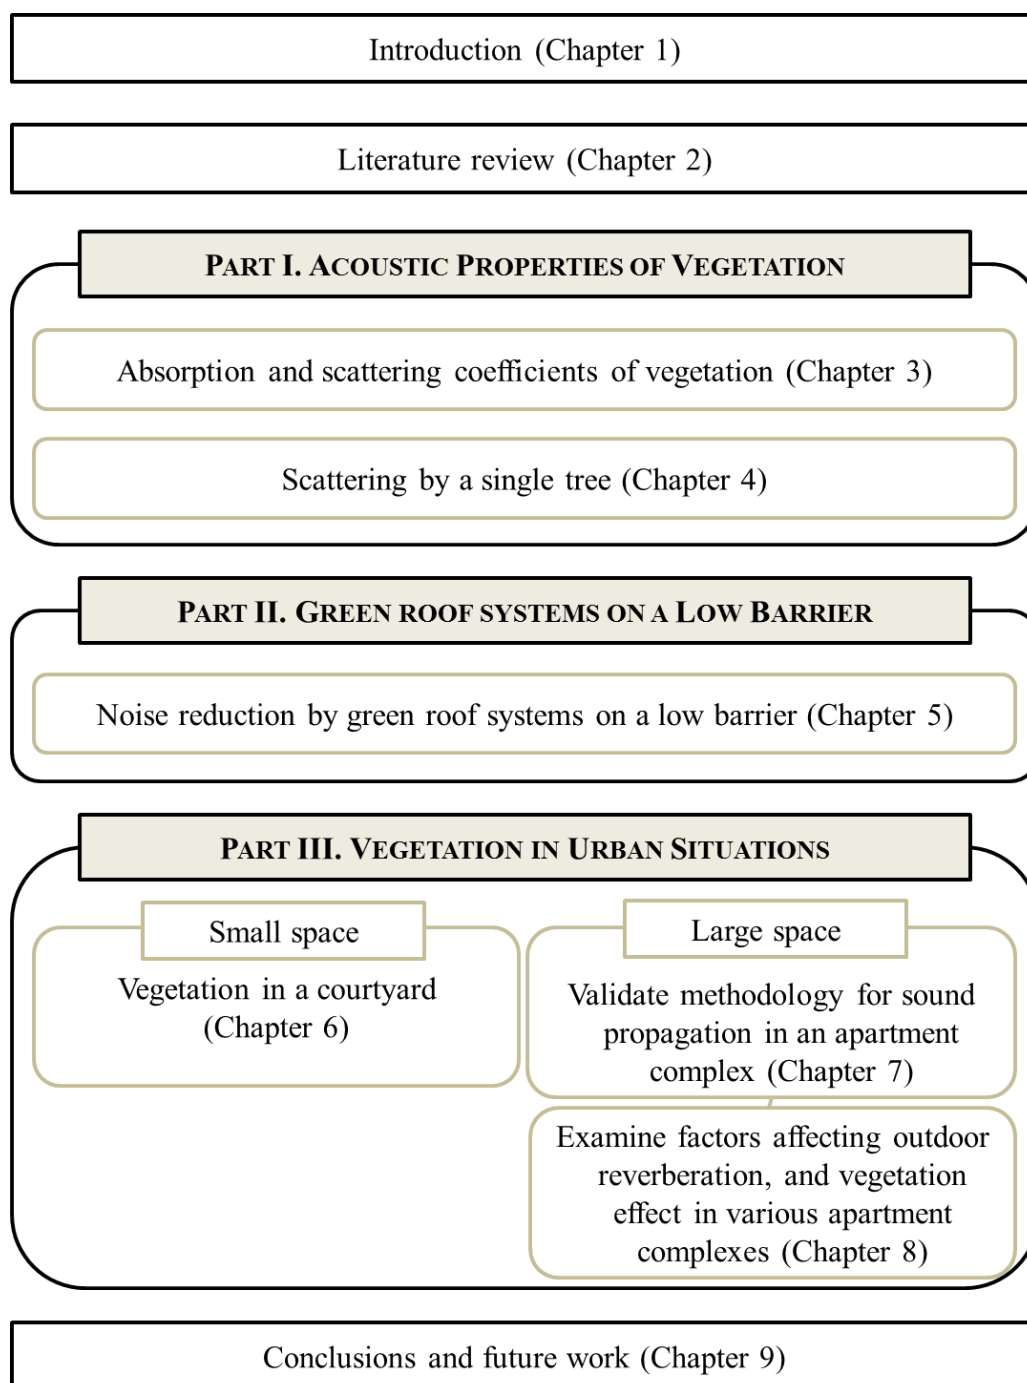 Introduction (Chapter 1)
Literature review (Chapter 2)
PART I. ACOUSTIC PROPERTIES OF VEGETATION
Absorption and scattering coefficients of vegetation (Chapter 3)
Scattering by a single tree (Chapter 4)
PART II. GREEN ROOF SYSTEMS ON A LOW BARRIER
Noise reduction by green roof systems on a low barrier (Chapter 5)
PART III. VEGETATION IN URBAN SITUATIONS
Small space
Vegetation in a courtyard
(Chapter 6)
Large space
Validate methodology for sound
propagation in an apartment
complex (Chapter 7)
Examine factors affecting outdoor
reverberation, and vegetation
effect in various apartment
complexes (Chapter 8)
Conclusions and future work (Chapter 9)